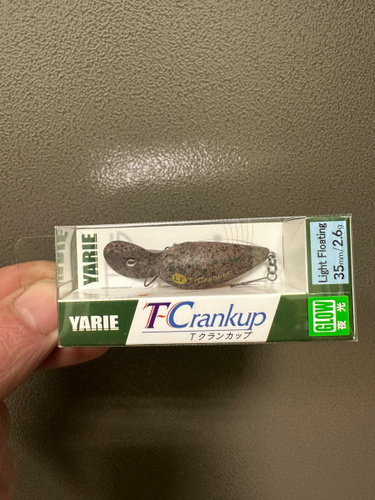 YARIE
YARIE
T-Crankup
Tクランカップ
Light Floating
35mm/2.6g
GLOW
夜光